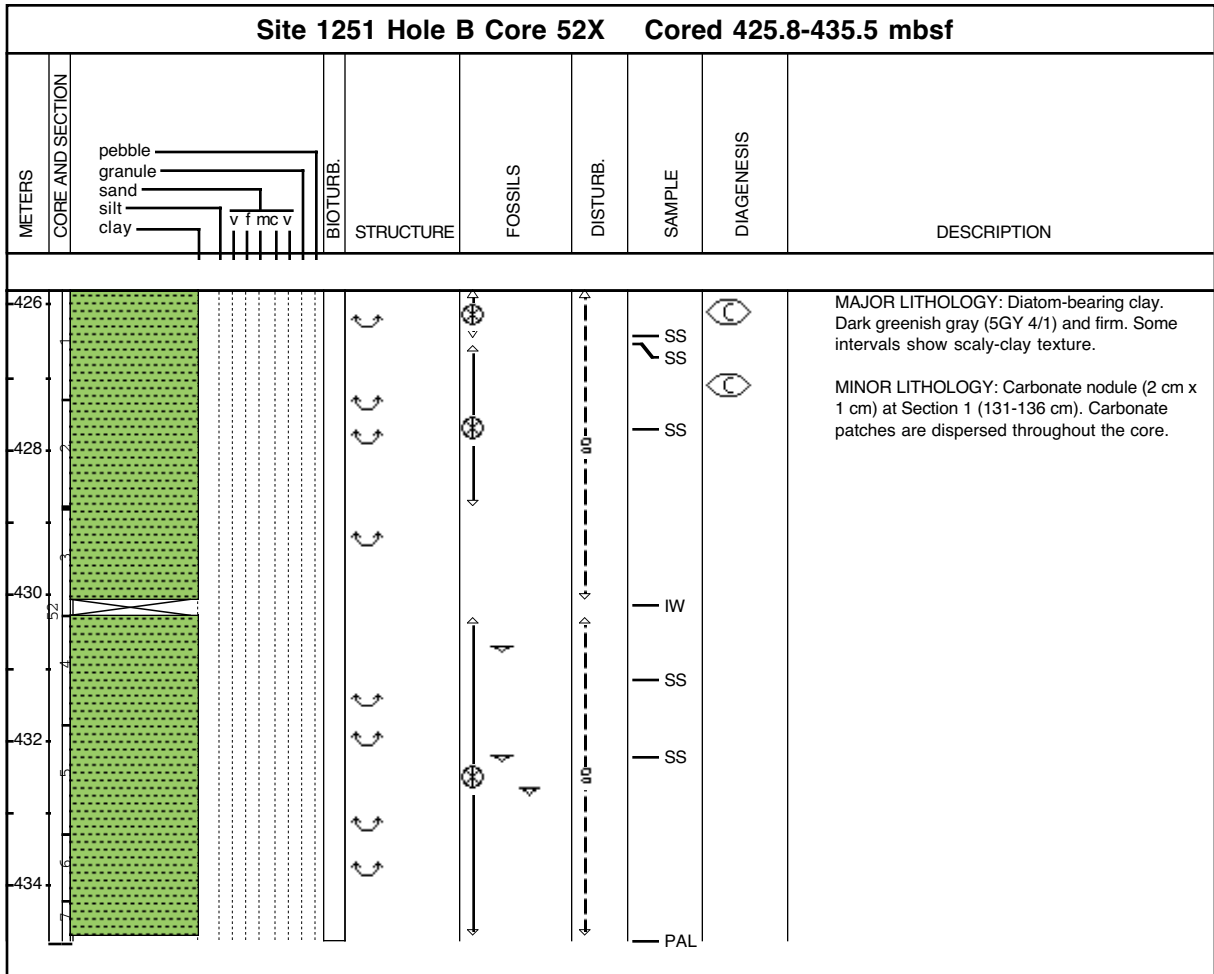 Site 1251 Hole B Core 52X Cored 425.8-435.5 mbsf
METERS
CORE AND SECTION
pebble
granule
sand
silt
v f mc v
clay
BIOTURB.
STRUCTURE
FOSSILS
DISTURB.
SAMPLE
DIAGENESIS
DESCRIPTION
426
428
430
432
434
52
1
2
3
4
5
6
7
C
C
SS
SS
SS
IW
SS
SS
PAL
MAJOR LITHOLOGY: Diatom-bearing clay.
Dark greenish gray (5GY 4/1) and firm. Some
intervals show scaly-clay texture.
MINOR LITHOLOGY: Carbonate nodule (2 cm x
1 cm) at Section 1 (131-136 cm). Carbonate
patches are dispersed throughout the core.